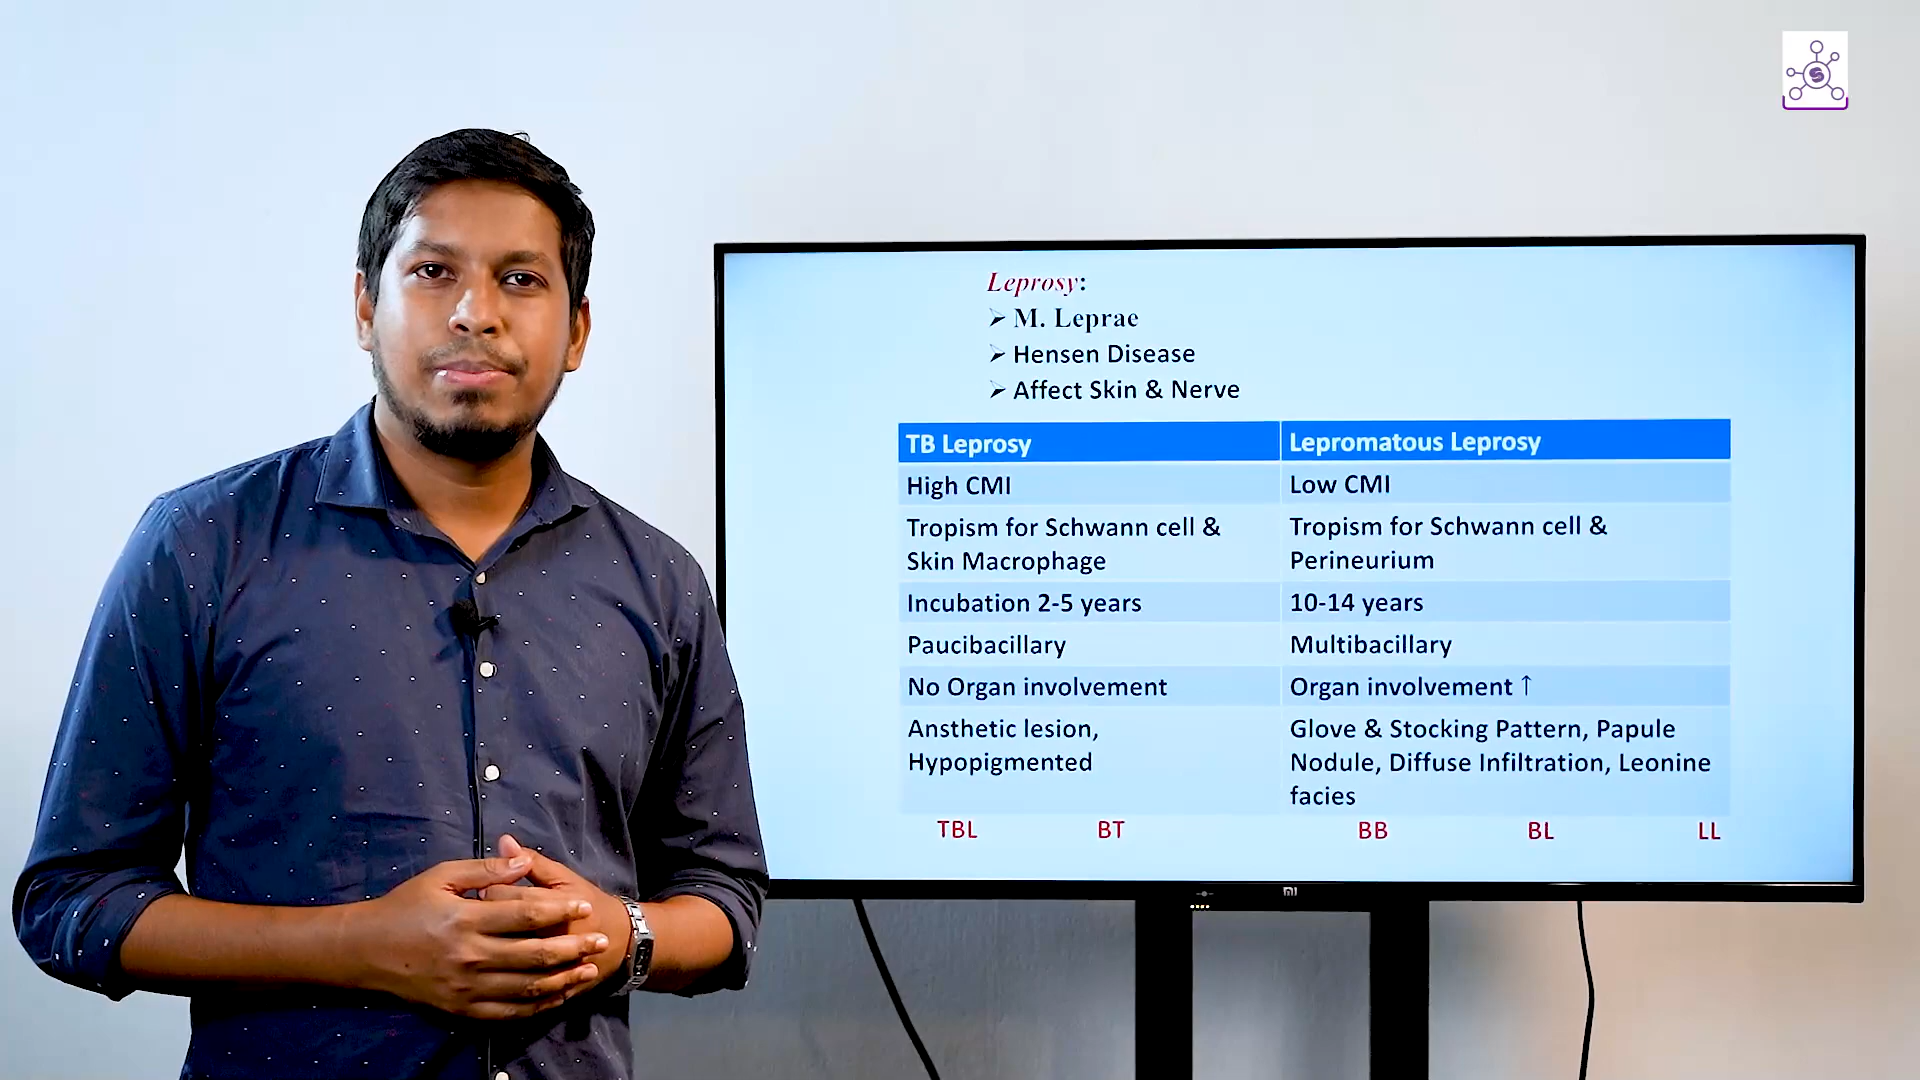 Leprosy:
➢ M. Leprae
➢ Hensen Disease
➢ Affect Skin & Nerve
TB Leprosy
Lepromatous Leprosy
High CMI
Low CMI
Tropism for Schwann cell &
Skin Macrophage
Tropism for Schwann cell &
Perineurium
Incubation 2-5 years
10-14 years
Paucibacillary
Multibacillary
No Organ involvement
Organ involvement ↑
Ansthetic lesion,
Hypopigmented
Glove & Stocking Pattern, Papule
Nodule, Diffuse Infiltration, Leonine
facies
TBL BT BB BL LL
mi
S